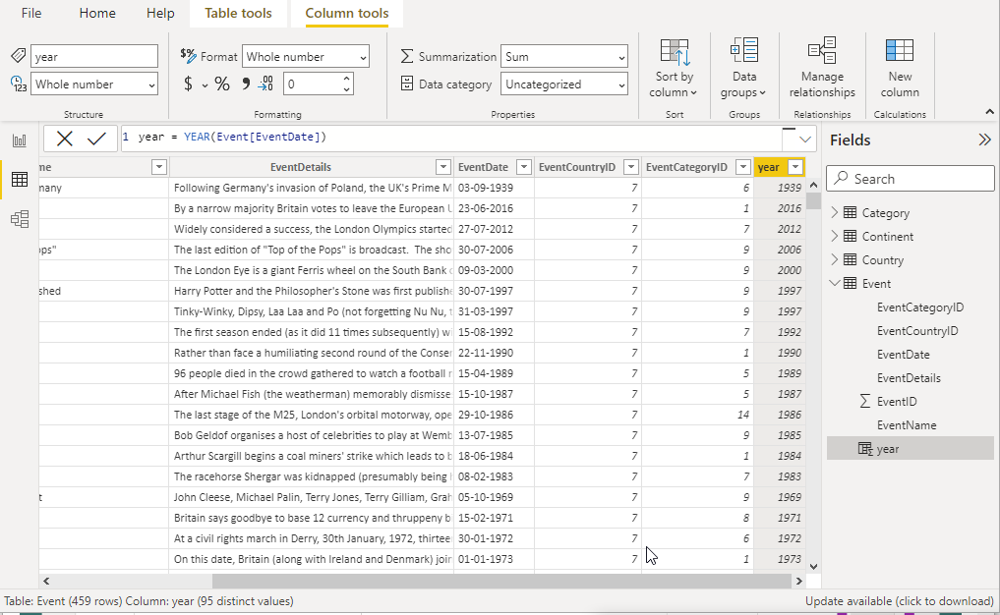 File Home Help Table tools Column tools
year $% Format Whole number Σ Summarization Sum
Whole number $ % 0 Data category Uncategorized
Sort by column Data groups Manage relationships New column
Structure Formatting Properties Sort Groups Relationships Calculations
1 year = YEAR(Event[EventDate])
me EventDetails EventDate EventCountryID EventCategoryID year
many Following Germany's invasion of Poland, the UK's Prime M 03-09-1939 7 6 1939
By a narrow majority Britain votes to leave the European U 23-06-2016 7 1 2016
Widely considered a success, the London Olympics started 27-07-2012 7 7 2012
ops" The last edition of "Top of the Pops" is broadcast. The sho 30-07-2006 7 9 2006
The London Eye is a giant Ferris wheel on the South Bank 09-03-2000 7 9 2000
shed Harry Potter and the Philosopher's Stone was first publishe 30-07-1997 7 9 1997
Tinky-Winky, Dipsy, Laa Laa and Po (not forgetting Nu Nu, 31-03-1997 7 9 1997
The first season ended (as it did 11 times subsequently) w 15-08-1992 7 7 1992
Rather than face a humiliating second round of the Conser 22-11-1990 7 1 1990
96 people died in the crowd gathered to watch a football 15-04-1989 7 5 1989
After Michael Fish (the weatherman) memorably dismisse 15-10-1987 7 5 1987
The last stage of the M25, London's orbital motorway, ope 29-10-1986 7 14 1986
Bob Geldof organises a host of celebrities to play at Wemb 13-07-1985 7 9 1985
Arthur Scargill begins a coal miners' strike which leads to b 18-06-1984 7 1 1984
The racehorse Shergar was kidnapped (presumably being 08-02-1983 7 7 1983
t John Cleese, Michael Palin, Terry Jones, Terry Gilliam, Grah 05-10-1969 7 9 1969
Britain says goodbye to base 12 currency and thruppeny b 15-02-1971 7 8 1971
At a civil rights march in Derry, 30th January, 1972, thirtee 30-01-1972 7 6 1972
On this date, Britain (along with Ireland and Denmark) joir 01-01-1973 7 1 1973
Fields
Search
Category
Continent
Country
Event
EventCategoryID
EventCountryID
EventDate
EventDetails
Σ EventID
EventName
year
Table: Event (459 rows) Column: year (95 distinct values) Update available (click to download)